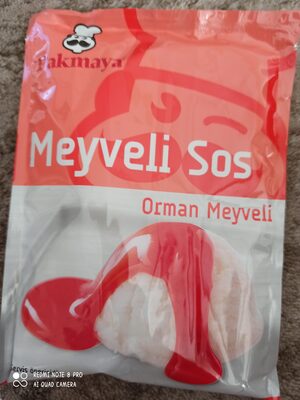 Pakmaya
Meyveli Sos
Orman Meyveli
REDMI NOTE 8 PRO
AI QUAD CAMERA